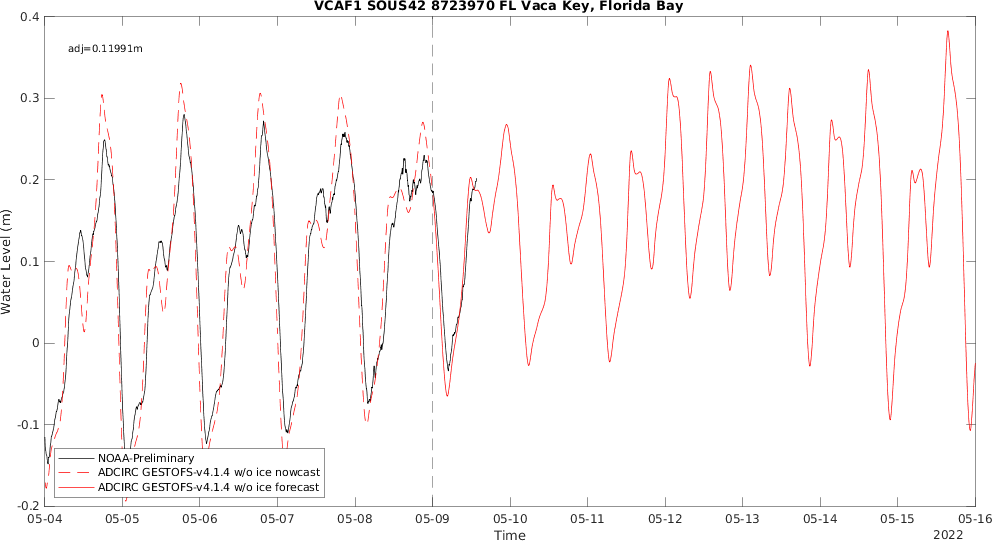 VCAF1 SOUS42 8723970 FL Vaca Key, Florida Bay
adj=0.11991m
Water Level (m)
0.4
0.3
0.2
0.1
0
-0.1
-0.2
NOAA-Preliminary
ADCIRC GESTOFS-v4.1.4 w/o ice nowcast
ADCIRC GESTOFS-v4.1.4 w/o ice forecast
05-04 05-05 05-06 05-07 05-08 05-09 05-10 05-11 05-12 05-13 05-14 05-15 05-16
Time
2022